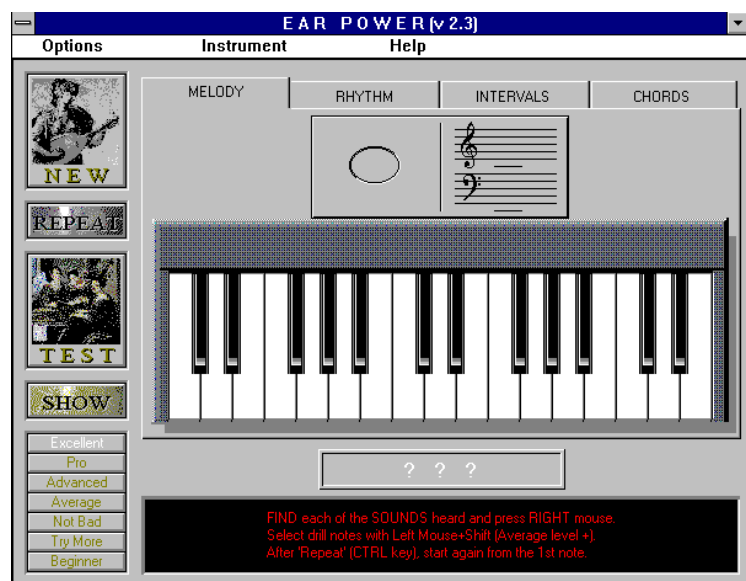 EAR POWER (v 2.3)
Options Instrument Help
MELODY RHYTHM INTERVALS CHORDS
NEW
REPEAT
TEST
SHOW
Excellent
Pro
Advanced
Average
Not Bad
Try More
Beginner
? ? ?
FIND each of the SOUNDS heard and press RIGHT mouse.
Select drill notes with Left Mouse+Shift (Average level +).
After 'Repeat' (CTRL key), start again from the 1st note.